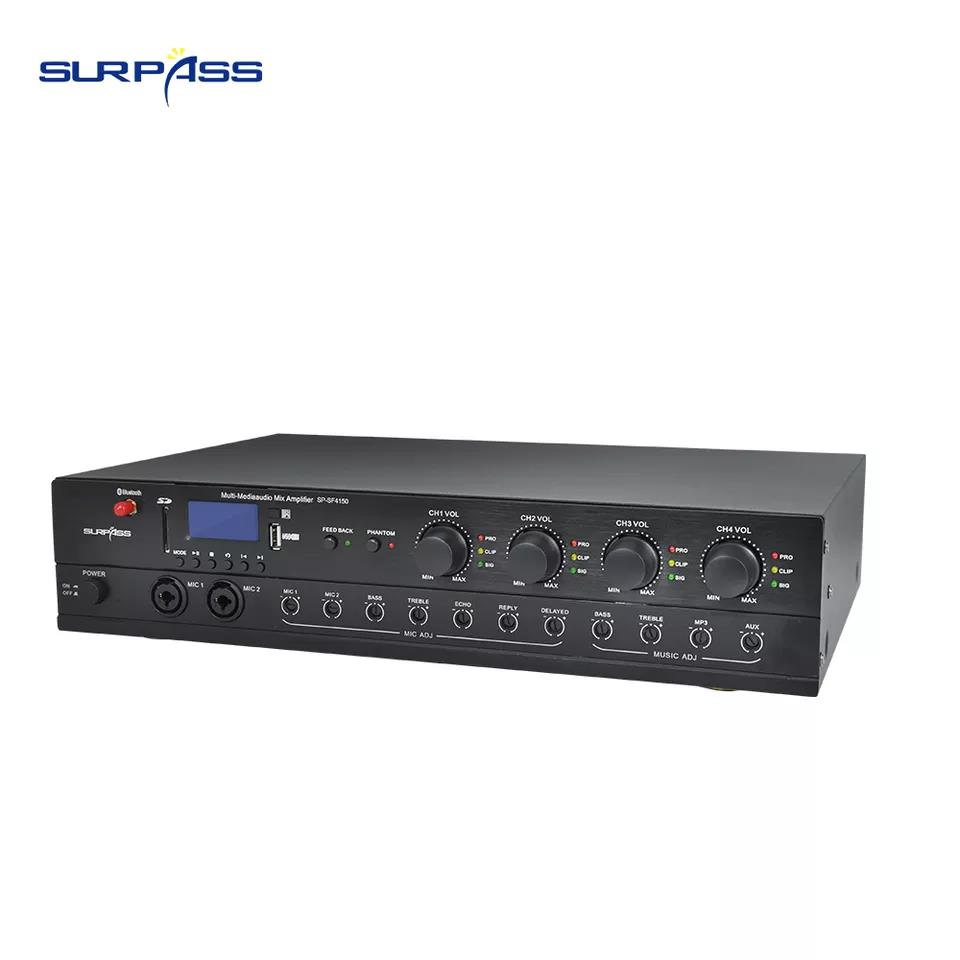 SURPASS
Multi-Mediaaudio Mix Amplifier SP-SF4150
Bluetooth
SD
SURPASS
MODE
FEED BACK
PHANTOM
CH1 VOL
PRO
CLIP
SIG
MIN MAX
CH2 VOL
PRO
CLIP
SIG
MIN MAX
CH3 VOL
PRO
CLIP
SIG
MIN MAX
CH4 VOL
PRO
CLIP
SIG
MIN MAX
POWER
ON
OFF
MIC 1
MIC 2
MIC 1
MIC 2
BASS
TREBLE
ECHO
REPLY
DELAYED
MIC ADJ
BASS
TREBLE
MP3
AUX
MUSIC ADJ